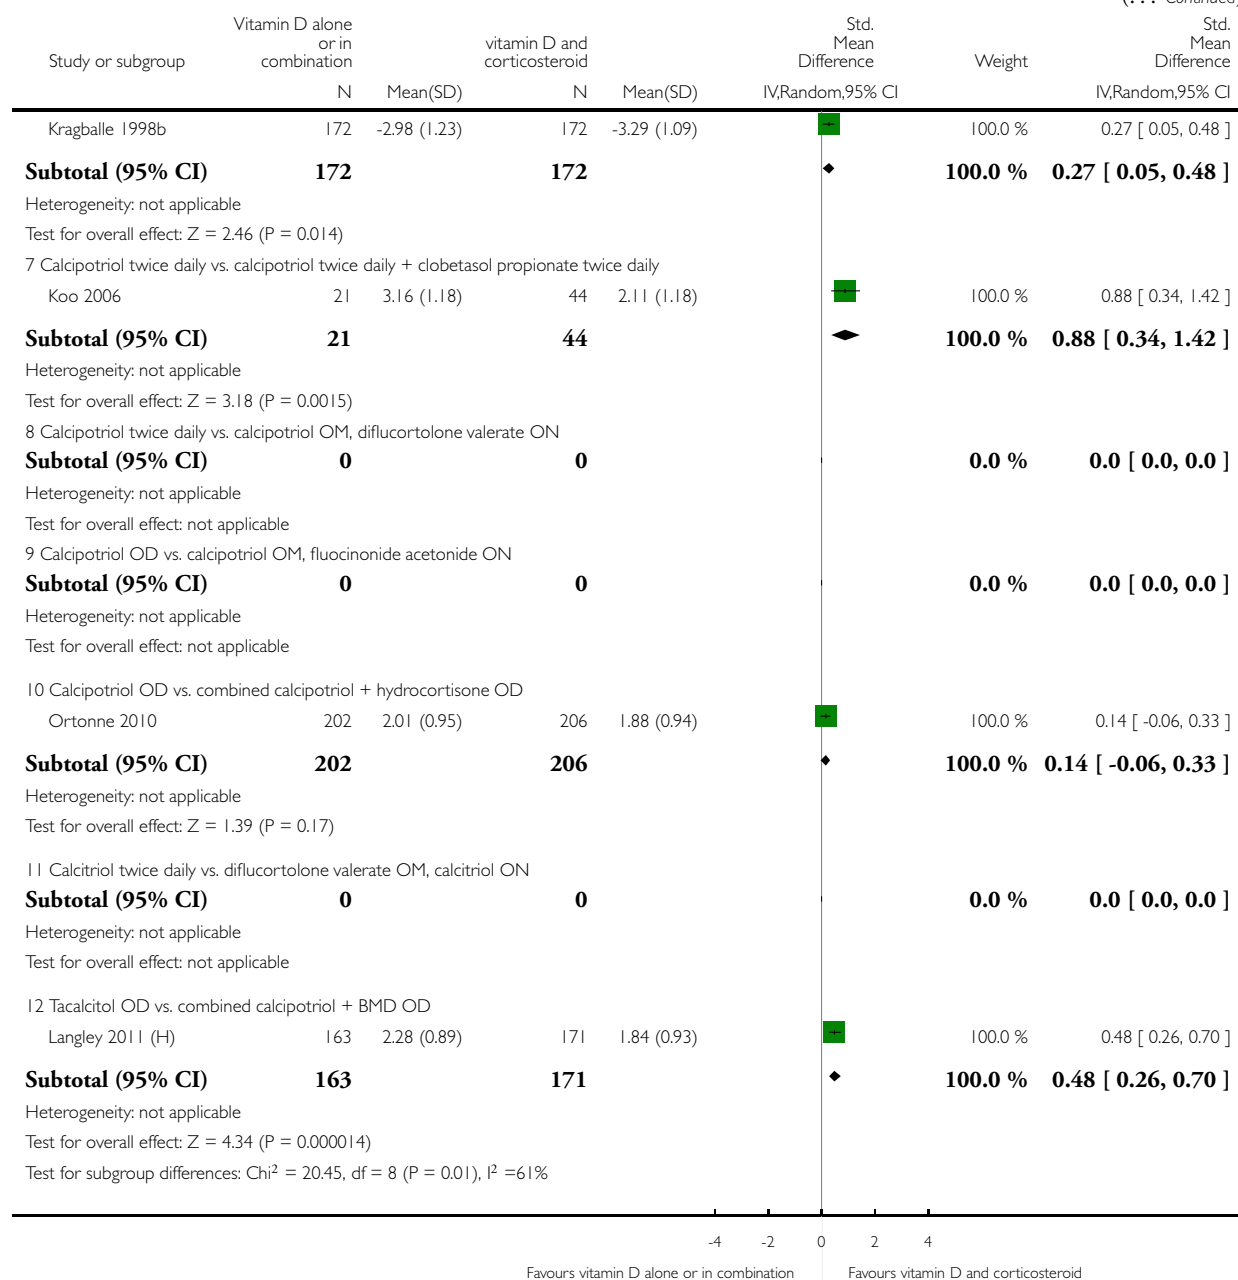 (... Continued)
Vitamin D alone or in combination vitamin D and corticosteroid Std. Mean Difference Std. Mean Difference
Study or subgroup Weight
N Mean(SD) N Mean(SD) IV,Random,95% CI IV,Random,95% CI
Kragballe 1998b 172 -2.98 (1.23) 172 -3.29 (1.09) 100.0 % 0.27 [ 0.05, 0.48 ]
Subtotal (95% CI) 172 172 100.0 % 0.27 [ 0.05, 0.48 ]
Heterogeneity: not applicable
Test for overall effect: Z = 2.46 (P = 0.014)
7 Calcipotriol twice daily vs. calcipotriol twice daily + clobetasol propionate twice daily
Koo 2006 21 3.16 (1.18) 44 2.11 (1.18) 100.0 % 0.88 [ 0.34, 1.42 ]
Subtotal (95% CI) 21 44 100.0 % 0.88 [ 0.34, 1.42 ]
Heterogeneity: not applicable
Test for overall effect: Z = 3.18 (P = 0.0015)
8 Calcipotriol twice daily vs. calcipotriol OM, diflucortolone valerate ON
Subtotal (95% CI) 0 0 0.0 % 0.0 [ 0.0, 0.0 ]
Heterogeneity: not applicable
Test for overall effect: not applicable
9 Calcipotriol OD vs. calcipotriol OM, fluocinonide acetonide ON
Subtotal (95% CI) 0 0 0.0 % 0.0 [ 0.0, 0.0 ]
Heterogeneity: not applicable
Test for overall effect: not applicable
10 Calcipotriol OD vs. combined calcipotriol + hydrocortisone OD
Ortonne 2010 202 2.01 (0.95) 206 1.88 (0.94) 100.0 % 0.14 [ -0.06, 0.33 ]
Subtotal (95% CI) 202 206 100.0 % 0.14 [ -0.06, 0.33 ]
Heterogeneity: not applicable
Test for overall effect: Z = 1.39 (P = 0.17)
11 Calcitriol twice daily vs. diflucortolone valerate OM, calcitriol ON
Subtotal (95% CI) 0 0 0.0 % 0.0 [ 0.0, 0.0 ]
Heterogeneity: not applicable
Test for overall effect: not applicable
12 Tacalcitol OD vs. combined calcipotriol + BMD OD
Langley 2011 (H) 163 2.28 (0.89) 171 1.84 (0.93) 100.0 % 0.48 [ 0.26, 0.70 ]
Subtotal (95% CI) 163 171 100.0 % 0.48 [ 0.26, 0.70 ]
Heterogeneity: not applicable
Test for overall effect: Z = 4.34 (P = 0.000014)
Test for subgroup differences: Chi² = 20.45, df = 8 (P = 0.01), I² =61%
-4 -2 0 2 4
Favours vitamin D alone or in combination Favours vitamin D and corticosteroid